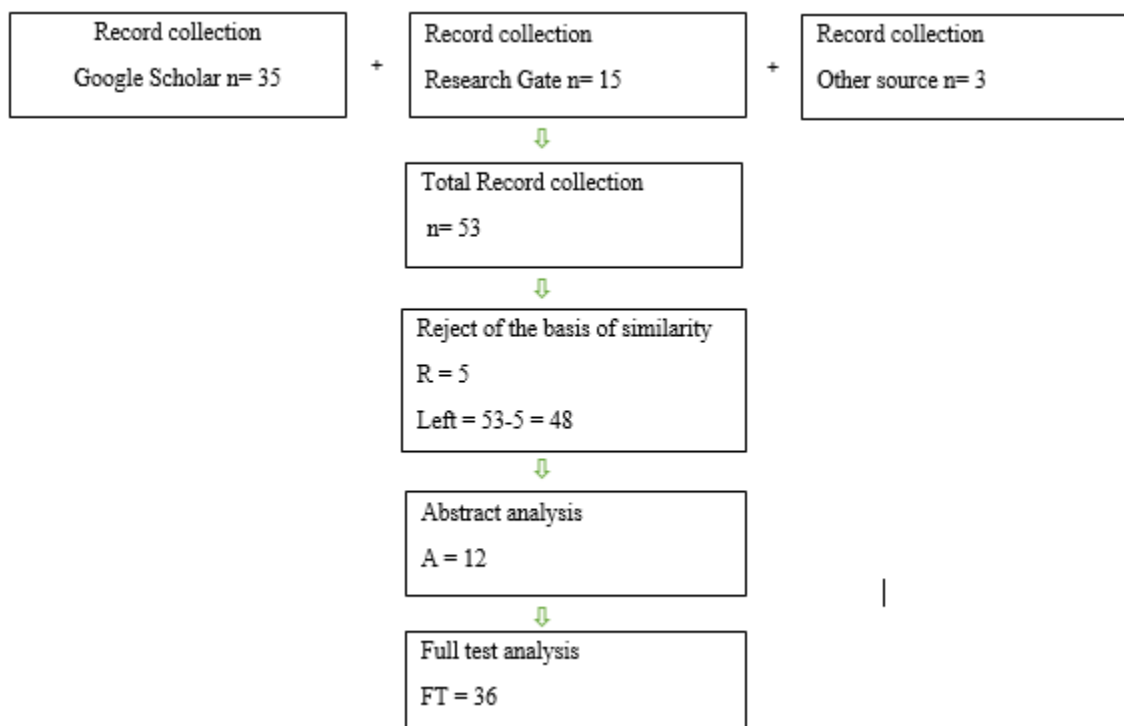 Record collection
Google Scholar n= 35
+
Record collection
Research Gate n= 15
+
Record collection
Other source n= 3
Total Record collection
n= 53
Reject of the basis of similarity
R = 5
Left = 53-5 = 48
Abstract analysis
A = 12
Full test analysis
FT = 36